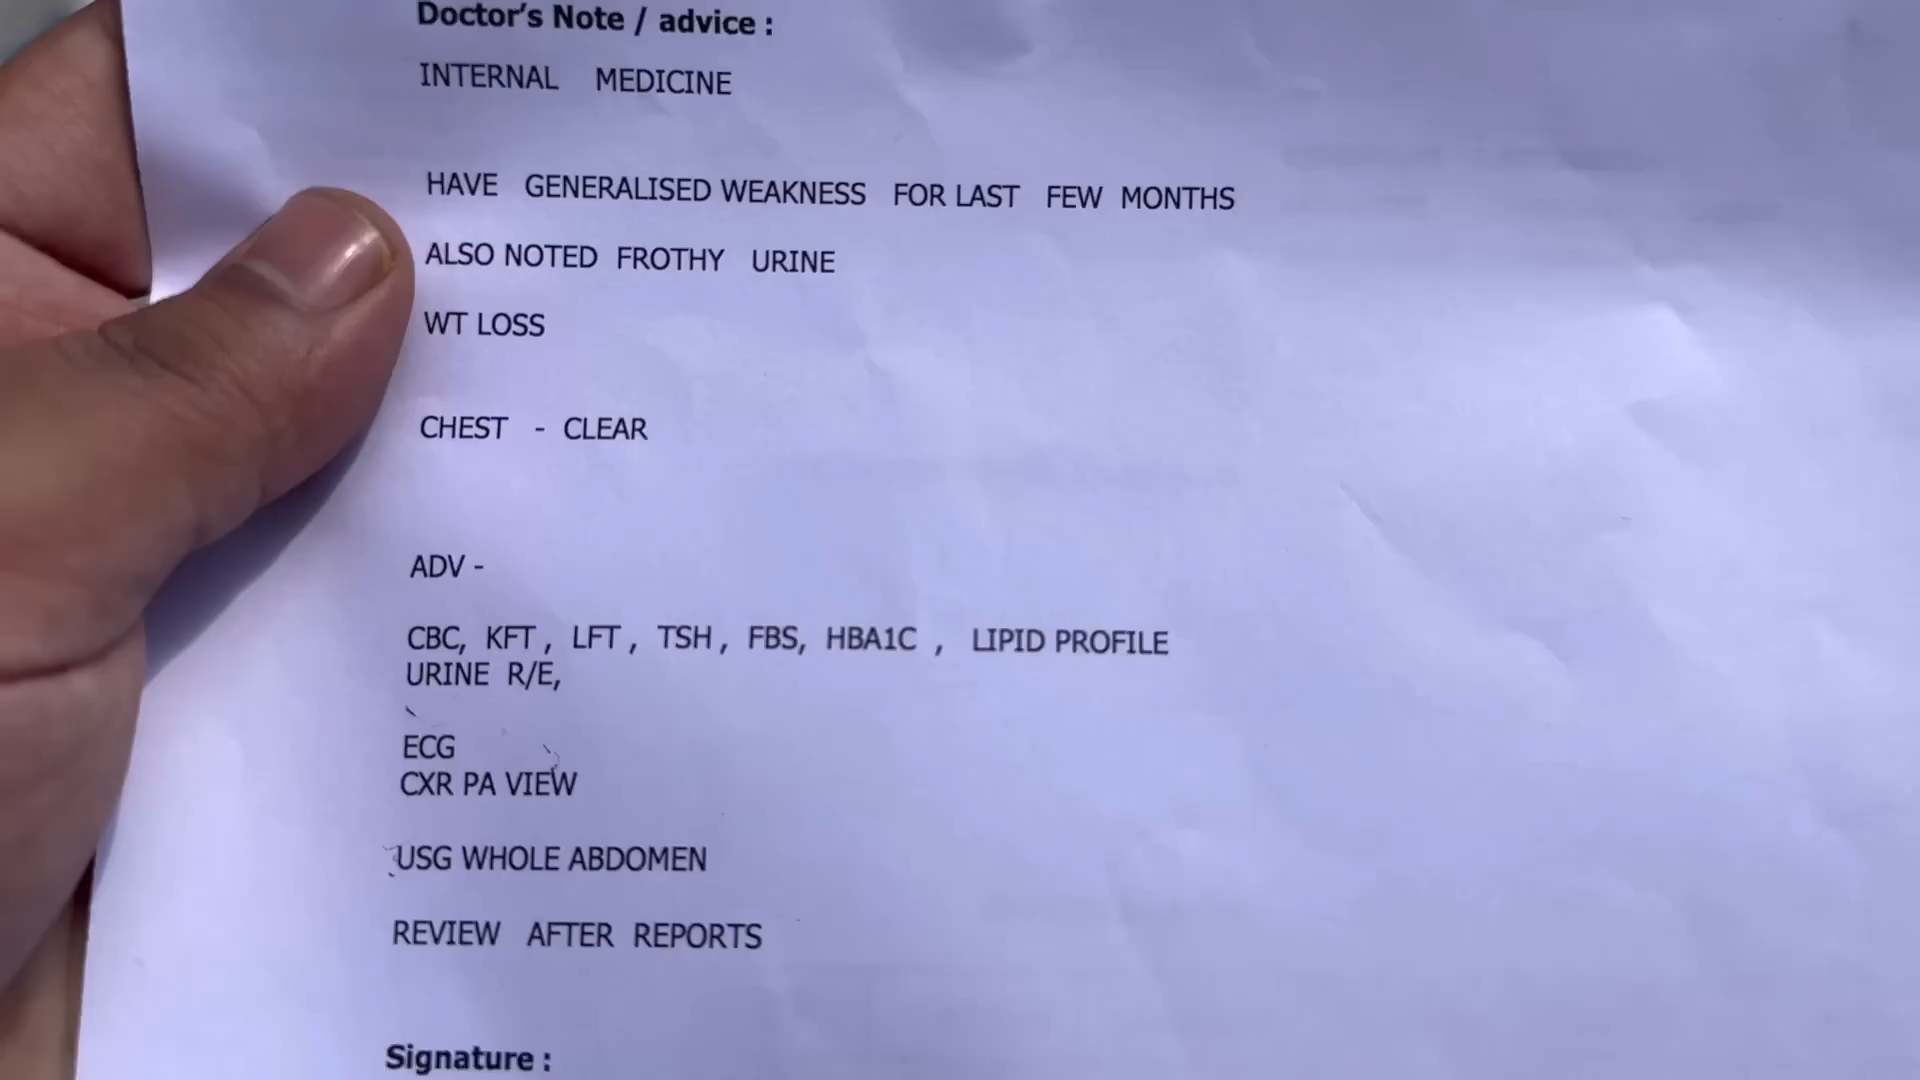 Doctor's Note / advice :
INTERNAL MEDICINE
HAVE GENERALISED WEAKNESS FOR LAST FEW MONTHS
ALSO NOTED FROTHY URINE
WT LOSS
CHEST - CLEAR
ADV -
CBC, KFT , LFT , TSH , FBS, HBA1C , LIPID PROFILE
URINE R/E,
ECG
CXR PA VIEW
USG WHOLE ABDOMEN
REVIEW AFTER REPORTS
Signature :